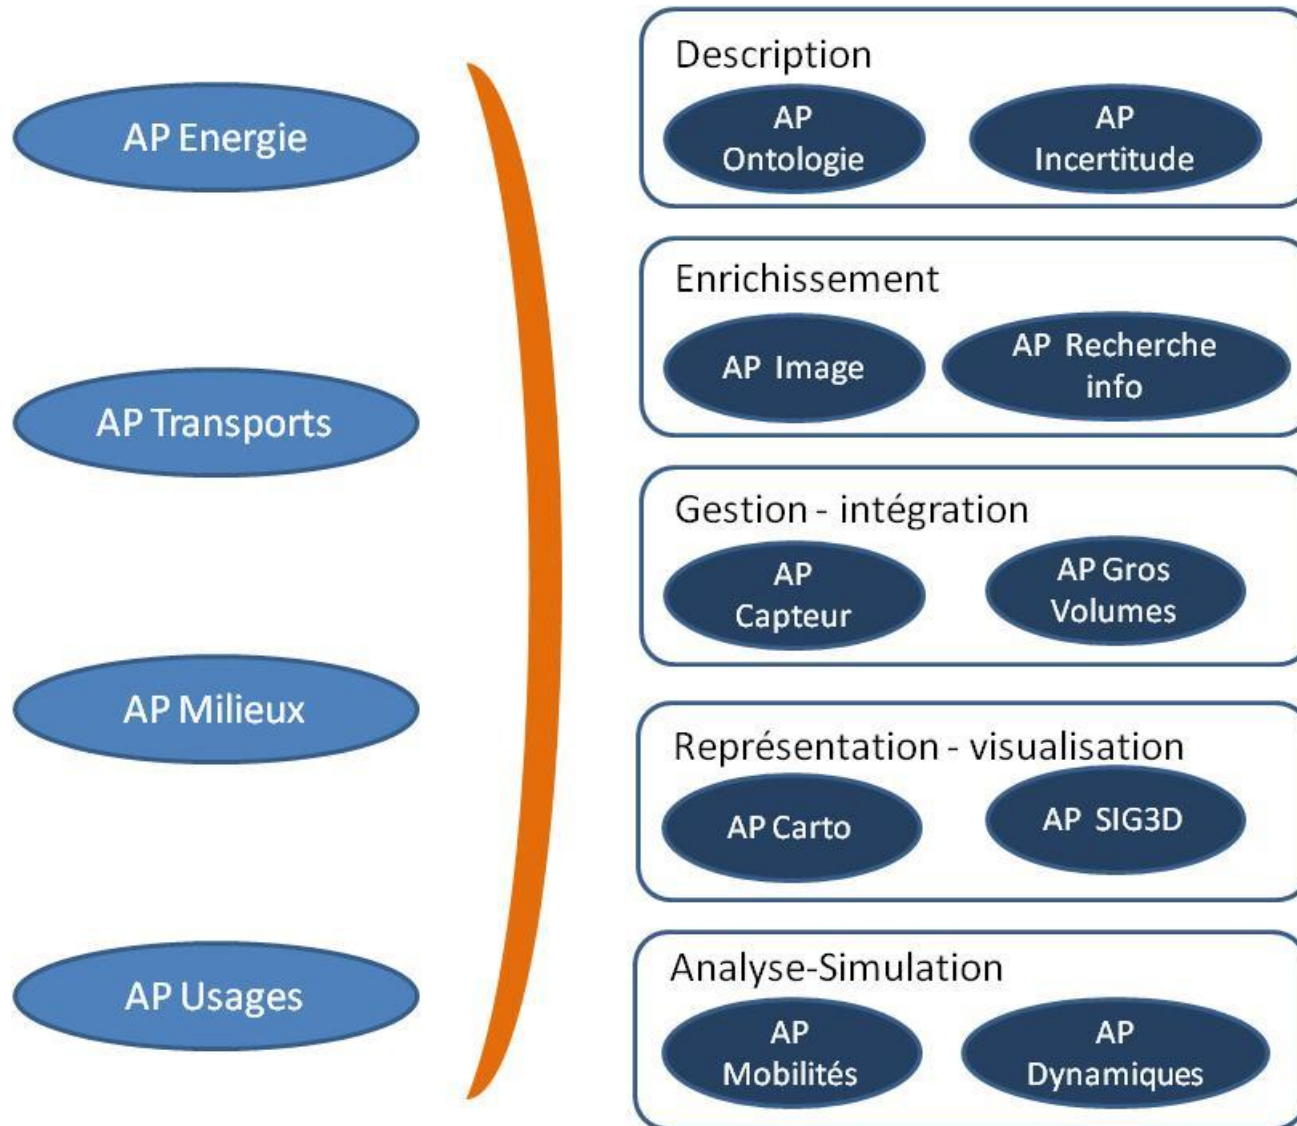 AP Energie
AP Transports
AP Milieux
AP Usages
Description
AP
Ontologie
AP
Incertitude
Enrichissement
AP Image
AP Recherche
info
Gestion - intégration
AP
Capteur
AP Gros
Volumes
Représentation - visualisation
AP Carto
AP SIG3D
Analyse-Simulation
AP
Mobilités
AP
Dynamiques